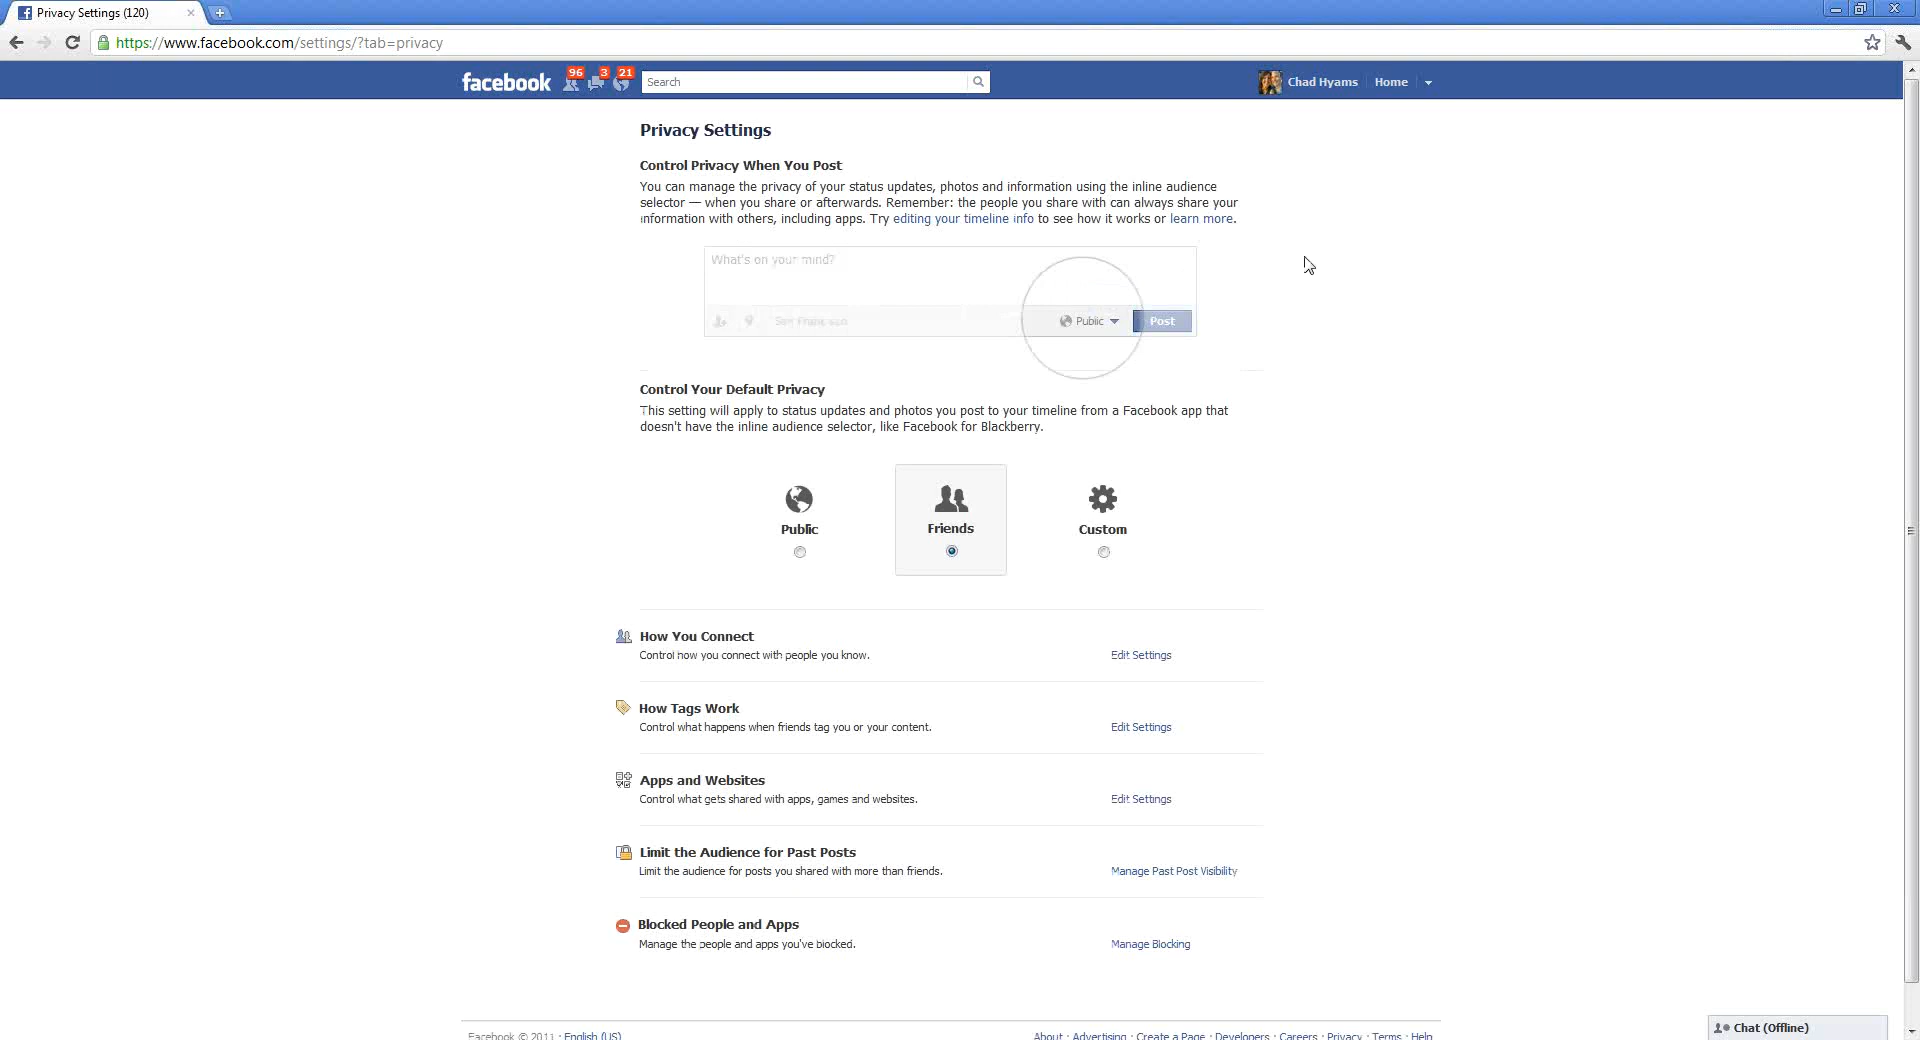 Privacy Settings (120)
https://www.facebook.com/settings/?tab=privacy
facebook
96
3
21
Search
Chad Hyams
Home
Privacy Settings
Control Privacy When You Post
You can manage the privacy of your status updates, photos and information using the inline audience
selector — when you share or afterwards. Remember: the people you share with can always share your
information with others, including apps. Try editing your timeline info to see how it works or learn more.
What's on your mind?
San Francisco
Public
Post
Control Your Default Privacy
This setting will apply to status updates and photos you post to your timeline from a Facebook app that
doesn't have the inline audience selector, like Facebook for Blackberry.
Public
Friends
Custom
How You Connect
Control how you connect with people you know.
Edit Settings
How Tags Work
Control what happens when friends tag you or your content.
Edit Settings
Apps and Websites
Control what gets shared with apps, games and websites.
Edit Settings
Limit the Audience for Past Posts
Limit the audience for posts you shared with more than friends.
Manage Past Post Visibility
Blocked People and Apps
Manage the people and apps you've blocked.
Manage Blocking
Facebook © 2011 · English (US)
About · Advertising · Create a Page · Developers · Careers · Privacy · Terms · Help
Chat (Offline)